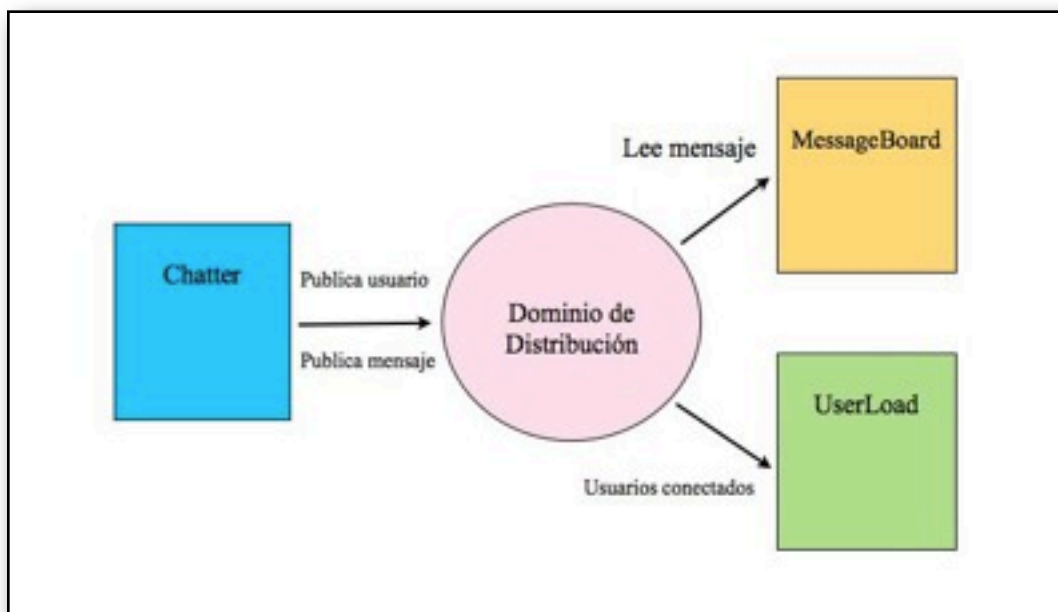 Chatter
Publica usuario
Publica mensaje
Dominio de
Distribución
Lee mensaje
MessageBoard
Usuarios conectados
UserLoad